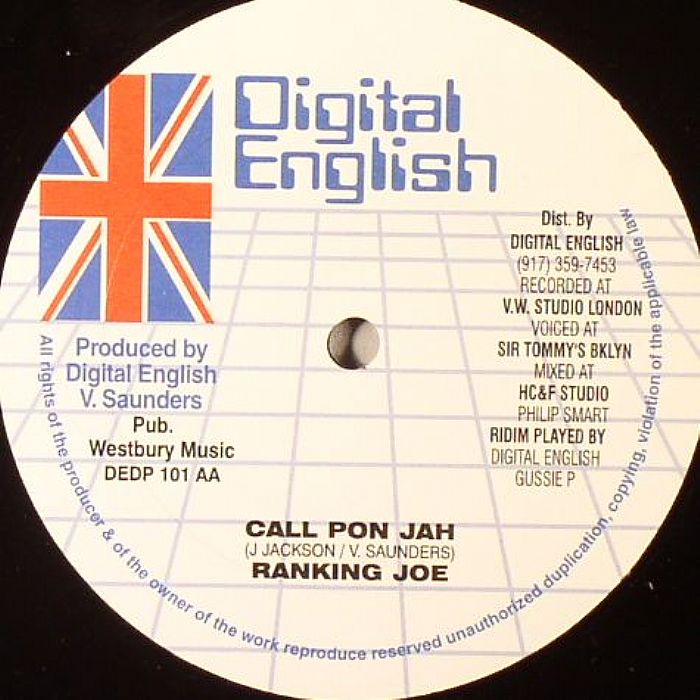 Digital
English
Dist. By
DIGITAL ENGLISH
(917) 359-7453
RECORDED AT
V.W. STUDIO LONDON
VOICED AT
SIR TOMMY'S BKLYN
MIXED AT
HC&F STUDIO
PHILIP SMART
RIDIM PLAYED BY
DIGITAL ENGLISH
GUSSIE P
Produced by
Digital English
V. Saunders
Pub.
Westbury Music
DEDP 101 AA
CALL PON JAH
(J JACKSON / V. SAUNDERS)
RANKING JOE
All rights of the producer & of the owner of the work reproduce reserved unauthorized duplication, copying, violation of the applicable law